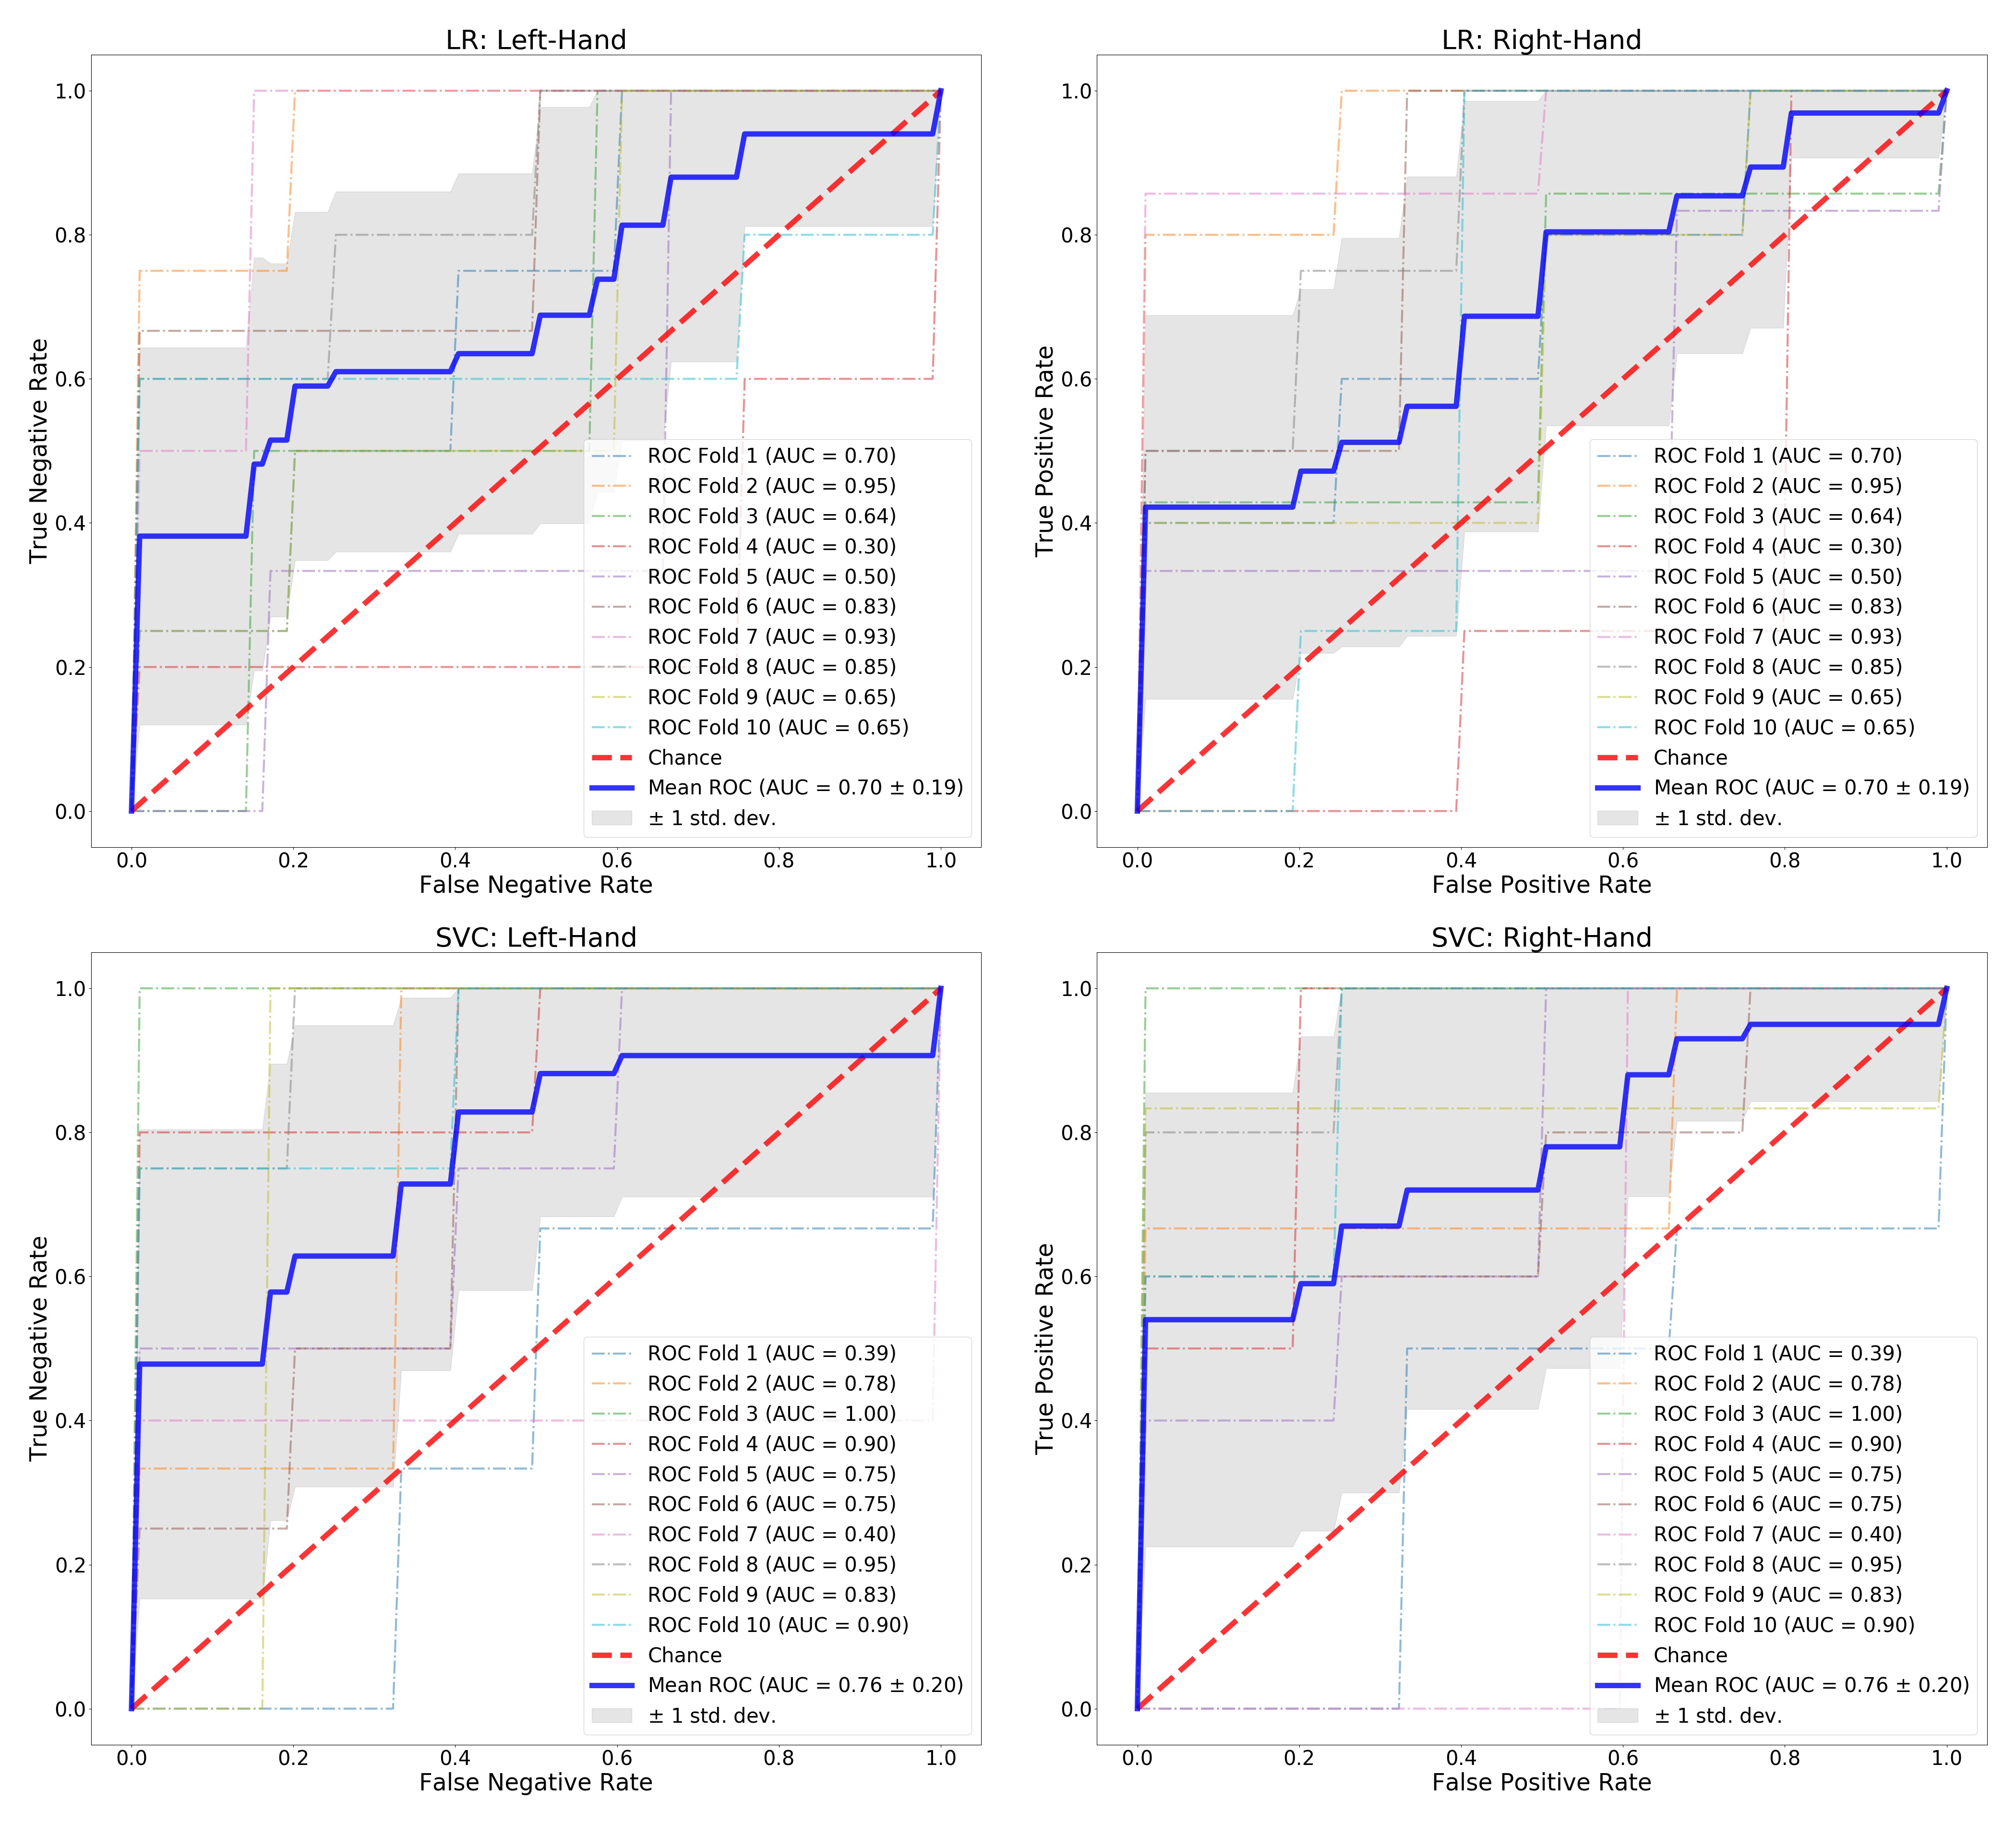 LR: Left-Hand
True Negative Rate
1.0
0.8
0.6
0.4
0.2
0.0
ROC Fold 1 (AUC = 0.70)
ROC Fold 2 (AUC = 0.95)
ROC Fold 3 (AUC = 0.64)
ROC Fold 4 (AUC = 0.30)
ROC Fold 5 (AUC = 0.50)
ROC Fold 6 (AUC = 0.83)
ROC Fold 7 (AUC = 0.93)
ROC Fold 8 (AUC = 0.85)
ROC Fold 9 (AUC = 0.65)
ROC Fold 10 (AUC = 0.65)
Chance
Mean ROC (AUC = 0.70 ± 0.19)
± 1 std. dev.
0.0 0.2 0.4 0.6 0.8 1.0
False Negative Rate
LR: Right-Hand
True Positive Rate
1.0
0.8
0.6
0.4
0.2
0.0
ROC Fold 1 (AUC = 0.70)
ROC Fold 2 (AUC = 0.95)
ROC Fold 3 (AUC = 0.64)
ROC Fold 4 (AUC = 0.30)
ROC Fold 5 (AUC = 0.50)
ROC Fold 6 (AUC = 0.83)
ROC Fold 7 (AUC = 0.93)
ROC Fold 8 (AUC = 0.85)
ROC Fold 9 (AUC = 0.65)
ROC Fold 10 (AUC = 0.65)
Chance
Mean ROC (AUC = 0.70 ± 0.19)
± 1 std. dev.
0.0 0.2 0.4 0.6 0.8 1.0
False Positive Rate
SVC: Left-Hand
True Negative Rate
1.0
0.8
0.6
0.4
0.2
0.0
ROC Fold 1 (AUC = 0.39)
ROC Fold 2 (AUC = 0.78)
ROC Fold 3 (AUC = 1.00)
ROC Fold 4 (AUC = 0.90)
ROC Fold 5 (AUC = 0.75)
ROC Fold 6 (AUC = 0.75)
ROC Fold 7 (AUC = 0.40)
ROC Fold 8 (AUC = 0.95)
ROC Fold 9 (AUC = 0.83)
ROC Fold 10 (AUC = 0.90)
Chance
Mean ROC (AUC = 0.76 ± 0.20)
± 1 std. dev.
0.0 0.2 0.4 0.6 0.8 1.0
False Negative Rate
SVC: Right-Hand
True Positive Rate
1.0
0.8
0.6
0.4
0.2
0.0
ROC Fold 1 (AUC = 0.39)
ROC Fold 2 (AUC = 0.78)
ROC Fold 3 (AUC = 1.00)
ROC Fold 4 (AUC = 0.90)
ROC Fold 5 (AUC = 0.75)
ROC Fold 6 (AUC = 0.75)
ROC Fold 7 (AUC = 0.40)
ROC Fold 8 (AUC = 0.95)
ROC Fold 9 (AUC = 0.83)
ROC Fold 10 (AUC = 0.90)
Chance
Mean ROC (AUC = 0.76 ± 0.20)
± 1 std. dev.
0.0 0.2 0.4 0.6 0.8 1.0
False Positive Rate